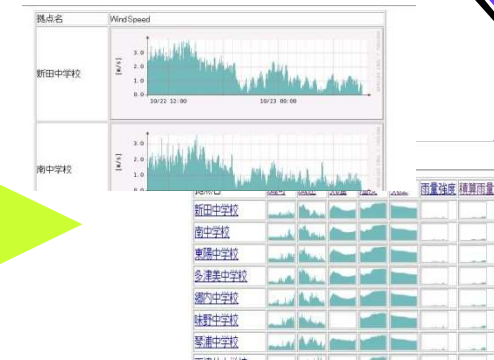 拠点名 WindSpeed
新田中学校
[m/s]
3.0
2.0
1.0
0.0
10/22 12:00 10/23 00:00
南中学校
[m/s]
3.0
2.0
1.0
雨量強度 積算雨量
新田中学校
南中学校
東陽中学校
多津美中学校
郷内中学校
味野中学校
琴浦中学校